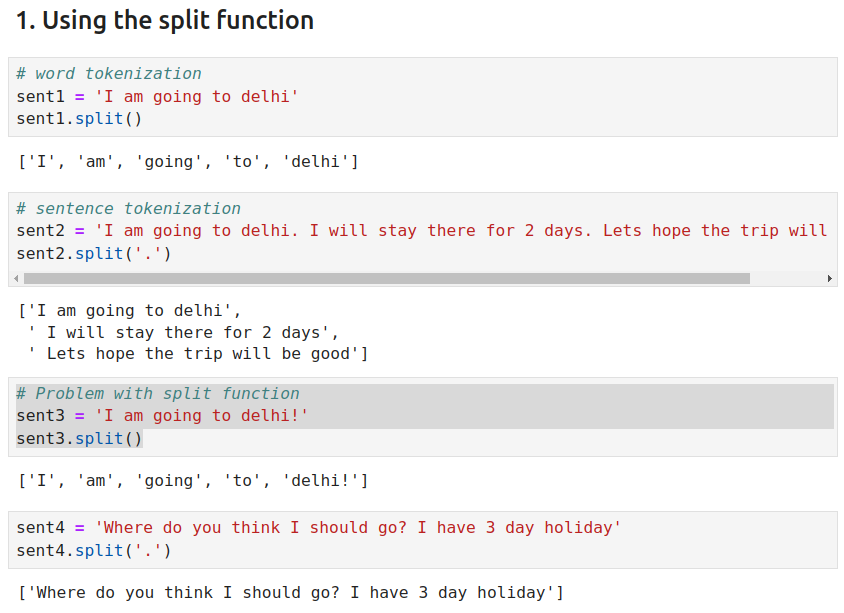 1. Using the split function
# word tokenization
sent1 = 'I am going to delhi'
sent1.split()
['I', 'am', 'going', 'to', 'delhi']
# sentence tokenization
sent2 = 'I am going to delhi. I will stay there for 2 days. Lets hope the trip will
sent2.split('.')
['I am going to delhi',
 ' I will stay there for 2 days',
 ' Lets hope the trip will be good']
# Problem with split function
sent3 = 'I am going to delhi!'
sent3.split()
['I', 'am', 'going', 'to', 'delhi!']
sent4 = 'Where do you think I should go? I have 3 day holiday'
sent4.split('.')
['Where do you think I should go? I have 3 day holiday']